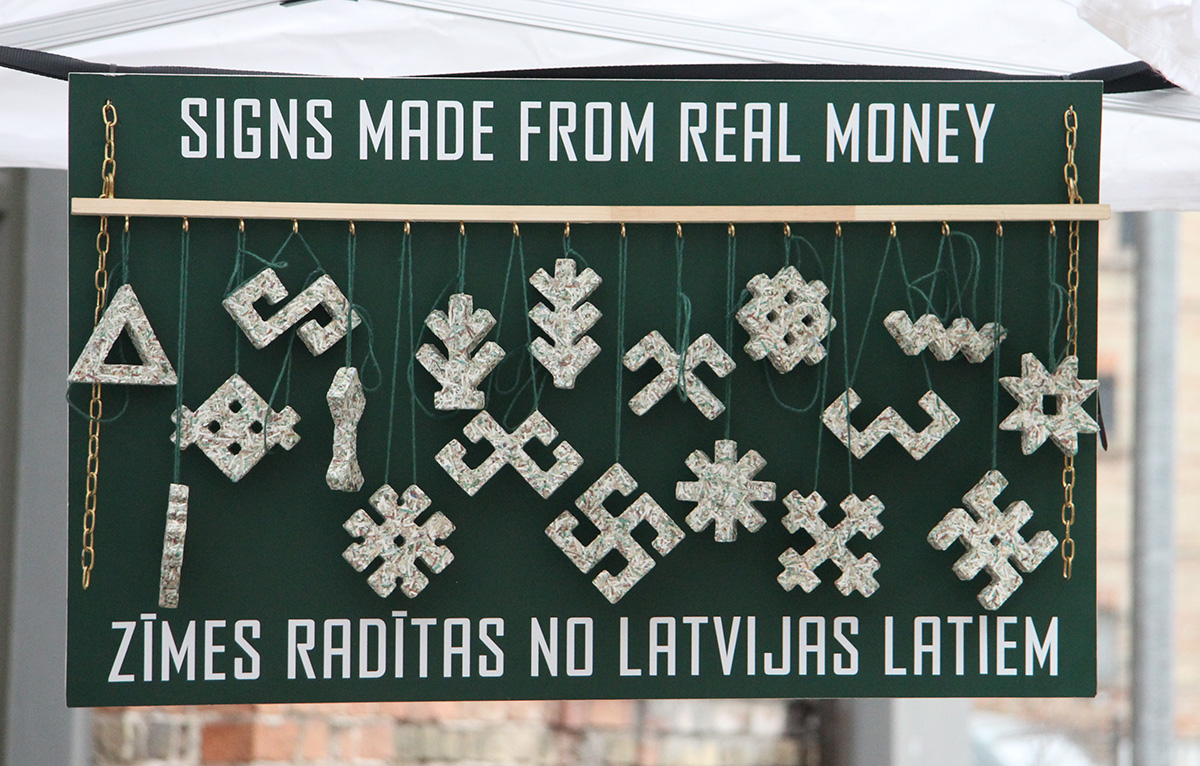 SIGNS MADE FROM REAL MONEY
ZĪMES RADĪTAS NO LATVIJAS LATIEM